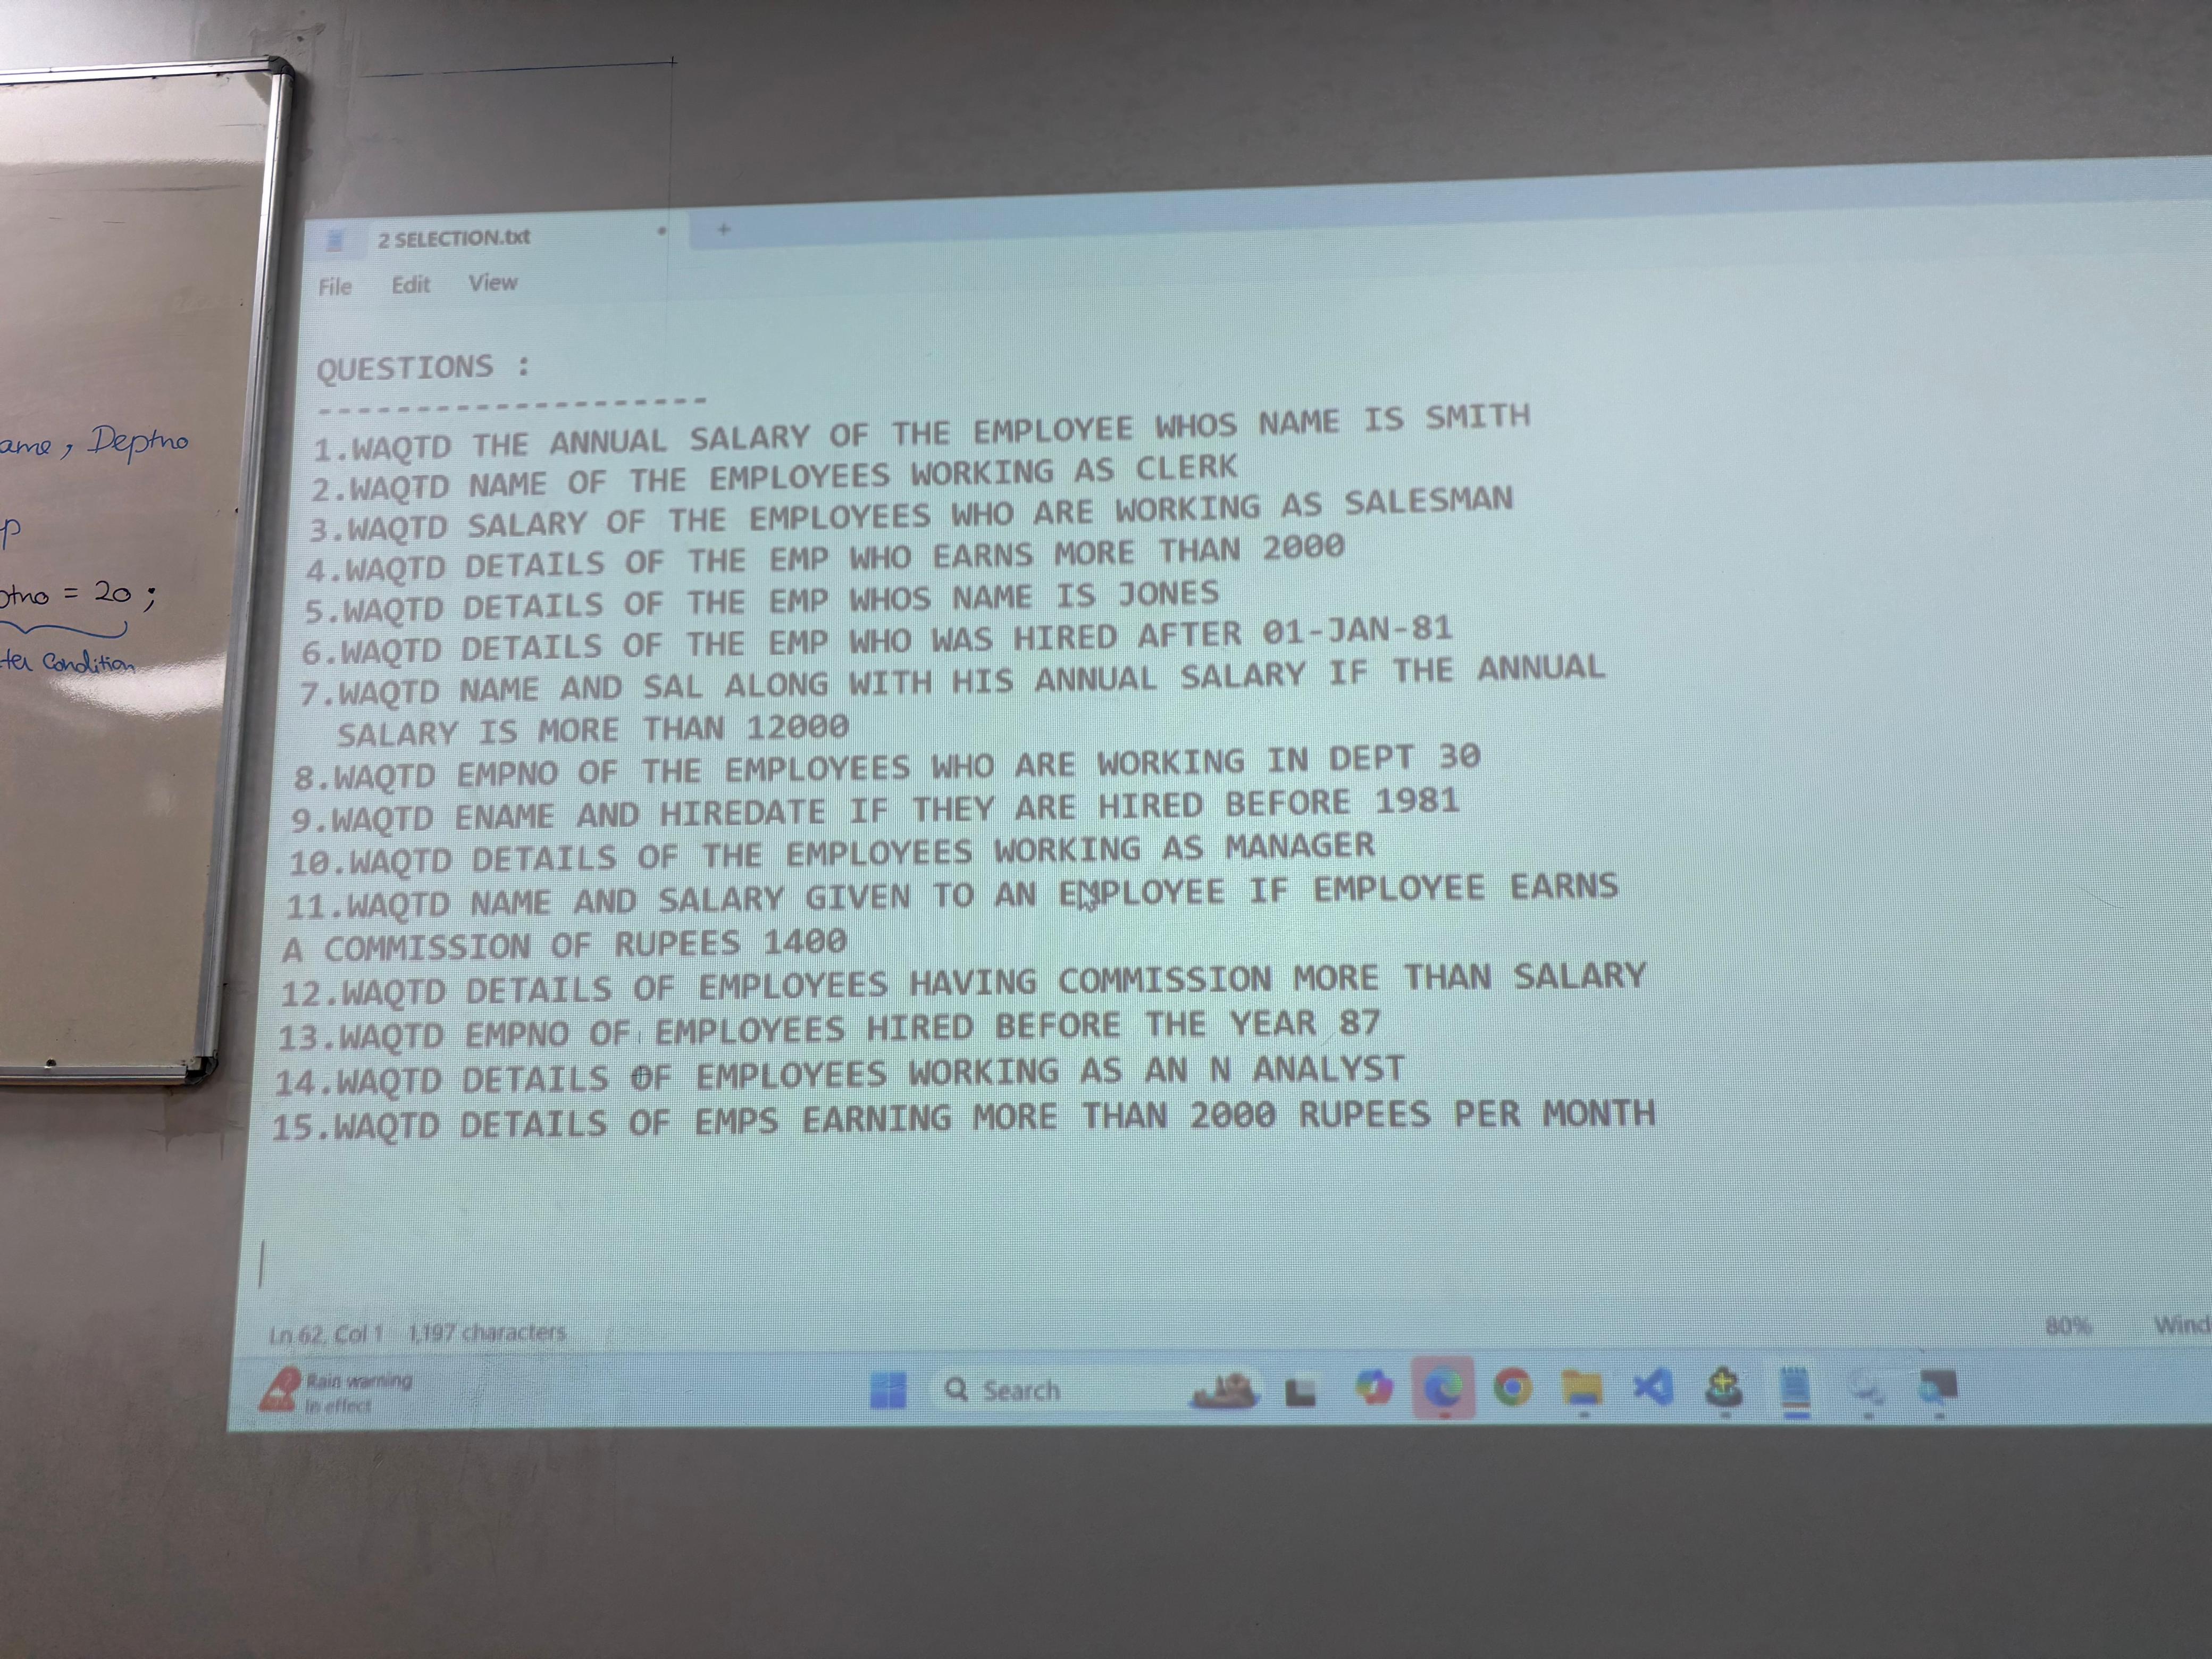 2 SELECTION.txt
File Edit View
QUESTIONS :
--------------------
1.WAQTD THE ANNUAL SALARY OF THE EMPLOYEE WHOS NAME IS SMITH
2.WAQTD NAME OF THE EMPLOYEES WORKING AS CLERK
3.WAQTD SALARY OF THE EMPLOYEES WHO ARE WORKING AS SALESMAN
4.WAQTD DETAILS OF THE EMP WHO EARNS MORE THAN 2000
5.WAQTD DETAILS OF THE EMP WHOS NAME IS JONES
6.WAQTD DETAILS OF THE EMP WHO WAS HIRED AFTER 01-JAN-81
7.WAQTD NAME AND SAL ALONG WITH HIS ANNUAL SALARY IF THE ANNUAL
SALARY IS MORE THAN 12000
8.WAQTD EMPNO OF THE EMPLOYEES WHO ARE WORKING IN DEPT 30
9.WAQTD ENAME AND HIREDATE IF THEY ARE HIRED BEFORE 1981
10.WAQTD DETAILS OF THE EMPLOYEES WORKING AS MANAGER
11.WAQTD NAME AND SALARY GIVEN TO AN EMPLOYEE IF EMPLOYEE EARNS
A COMMISSION OF RUPEES 1400
12.WAQTD DETAILS OF EMPLOYEES HAVING COMMISSION MORE THAN SALARY
13.WAQTD EMPNO OF EMPLOYEES HIRED BEFORE THE YEAR 87
14.WAQTD DETAILS OF EMPLOYEES WORKING AS AN N ANALYST
15.WAQTD DETAILS OF EMPS EARNING MORE THAN 2000 RUPEES PER MONTH
Ln 62, Col 1 1,197 characters
80% Wind
Rain warning
In effect
Search
ame, Deptno
p
otno = 20 ;
ter Condition